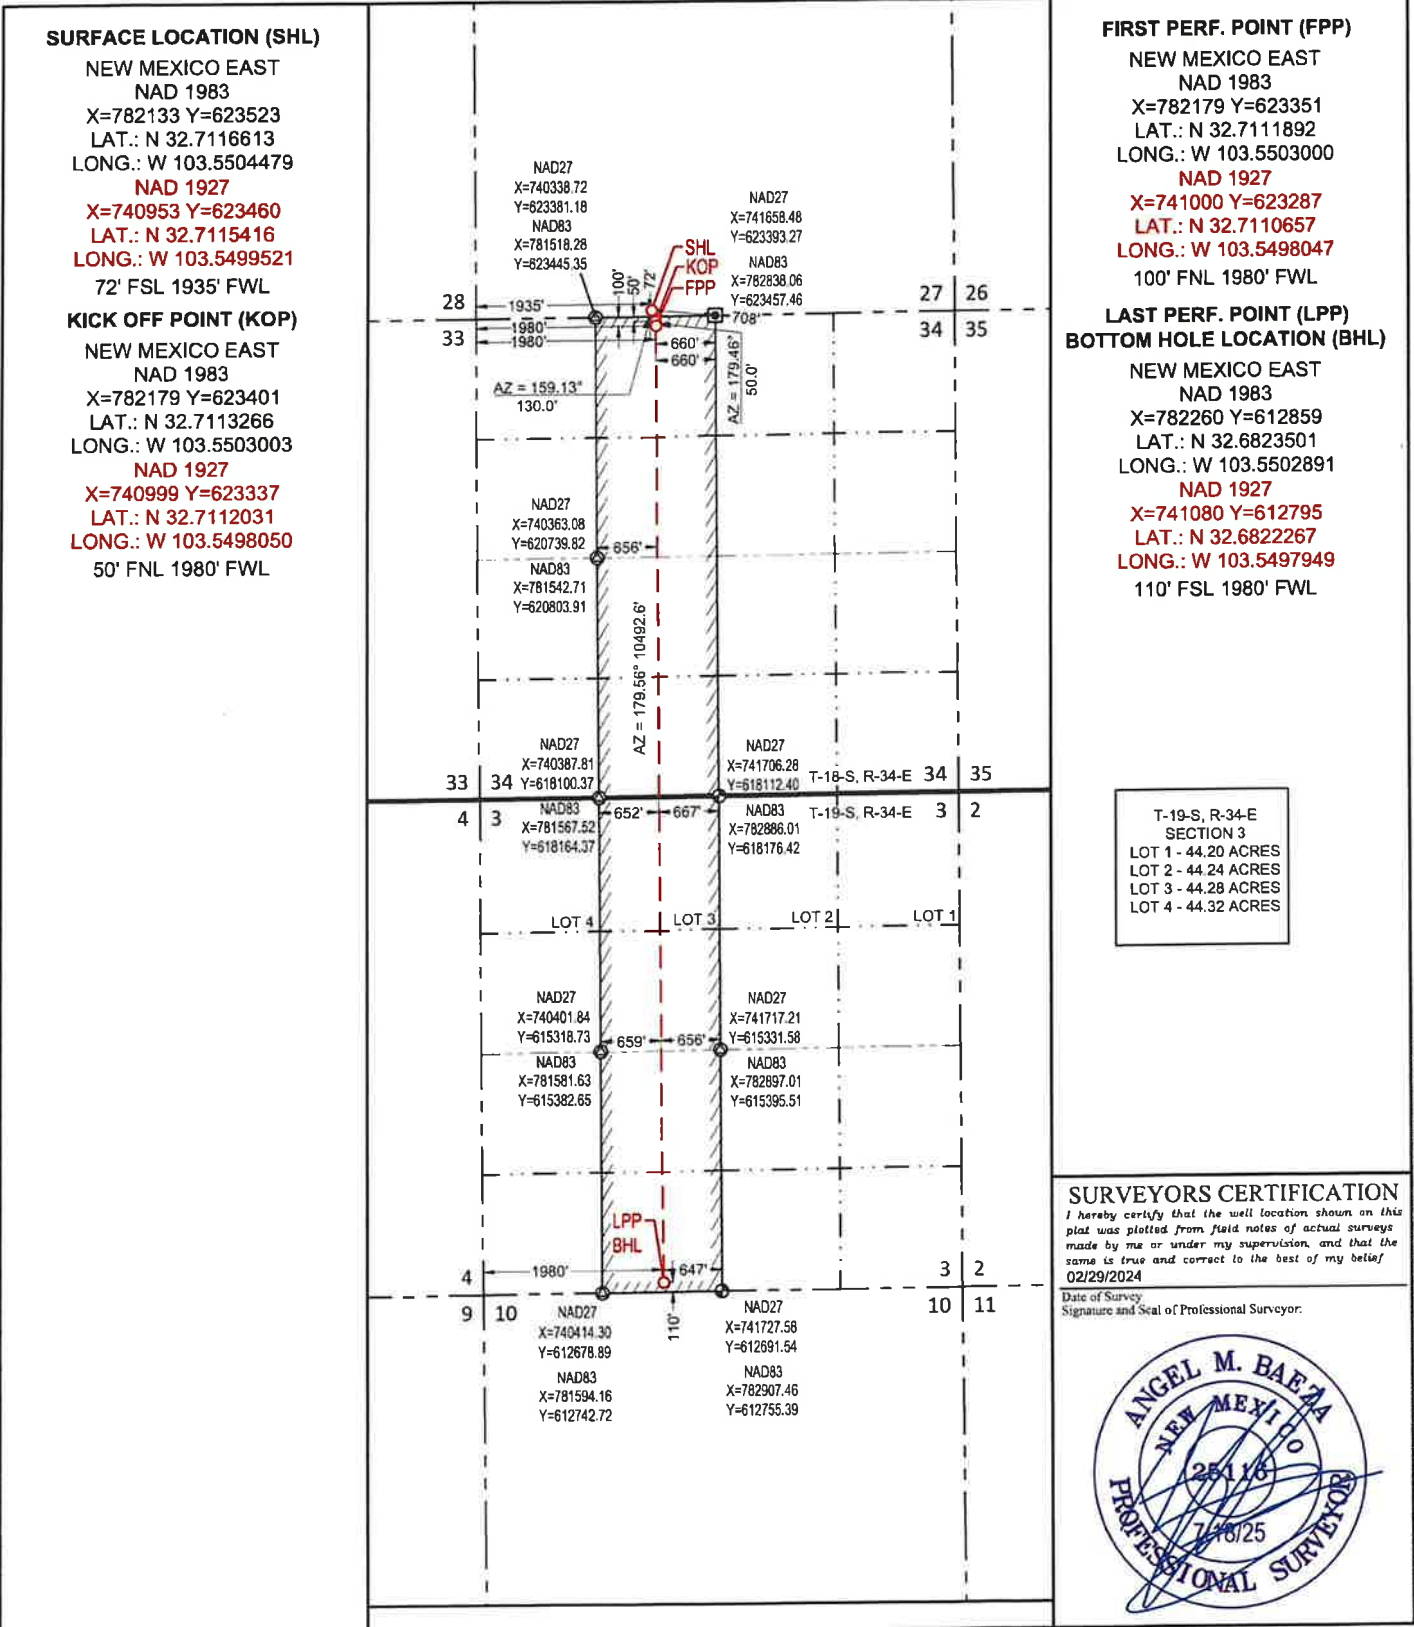 SURFACE LOCATION (SHL)
NEW MEXICO EAST
NAD 1983
X=782133 Y=623523
LAT.: N 32.7116613
LONG.: W 103.5504479
NAD 1927
X=740953 Y=623460
LAT.: N 32.7115416
LONG.: W 103.5499521
72' FSL 1935' FWL
KICK OFF POINT (KOP)
NEW MEXICO EAST
NAD 1983
X=782179 Y=623401
LAT.: N 32.7113266
LONG.: W 103.5503003
NAD 1927
X=740999 Y=623337
LAT.: N 32.7112031
LONG.: W 103.5498050
50' FNL 1980' FWL
NAD27
X=740338.72
Y=623381.18
NAD83
X=781518.28
Y=623445.35
NAD27
X=741658.48
Y=623393.27
NAD83
X=782838.06
Y=623457.46
SHL
KOP
FPP
100'
50'
72'
28
1935'
27 26
33
1980'
1980'
708'
34 35
660'
660'
AZ = 159.13°
130.0'
AZ = 179.46°
50.0'
NAD27
X=740363.08
Y=620739.82
656'
NAD83
X=781542.71
Y=620803.91
AZ = 179.56° 10492.6'
NAD27
X=740387.81
Y=618100.37
NAD27
X=741706.28
Y=618112.40
33 34
T-18-S, R-34-E 34 35
4 3
NAD83
X=781567.52
Y=618164.37
652'
667'
NAD83
X=782886.01
Y=618176.42
T-19-S, R-34-E 3 2
LOT 4
LOT 3
LOT 2
LOT 1
NAD27
X=740401.84
Y=615318.73
NAD27
X=741717.21
Y=615331.58
659'
656'
NAD83
X=781581.63
Y=615382.65
NAD83
X=782897.01
Y=615395.51
LPP
BHL
4
1980'
647'
3 2
9 10
110'
10 11
NAD27
X=740414.30
Y=612678.89
NAD83
X=781594.16
Y=612742.72
NAD27
X=741727.58
Y=612691.54
NAD83
X=782907.46
Y=612755.39
FIRST PERF. POINT (FPP)
NEW MEXICO EAST
NAD 1983
X=782179 Y=623351
LAT.: N 32.7111892
LONG.: W 103.5503000
NAD 1927
X=741000 Y=623287
LAT.: N 32.7110657
LONG.: W 103.5498047
100' FNL 1980' FWL
LAST PERF. POINT (LPP)
BOTTOM HOLE LOCATION (BHL)
NEW MEXICO EAST
NAD 1983
X=782260 Y=612859
LAT.: N 32.6823501
LONG.: W 103.5502891
NAD 1927
X=741080 Y=612795
LAT.: N 32.6822267
LONG.: W 103.5497949
110' FSL 1980' FWL
T-19-S, R-34-E
SECTION 3
LOT 1 - 44.20 ACRES
LOT 2 - 44.24 ACRES
LOT 3 - 44.28 ACRES
LOT 4 - 44.32 ACRES
SURVEYORS CERTIFICATION
I hereby certify that the well location shown on this
plat was plotted from field notes of actual surveys
made by me or under my supervision, and that the
same is true and correct to the best of my belief
02/29/2024
Date of Survey
Signature and Seal of Professional Surveyor:
ANGEL M. BAEZA
NEW MEXICO
25116
7/18/25
PROFESSIONAL SURVEYOR